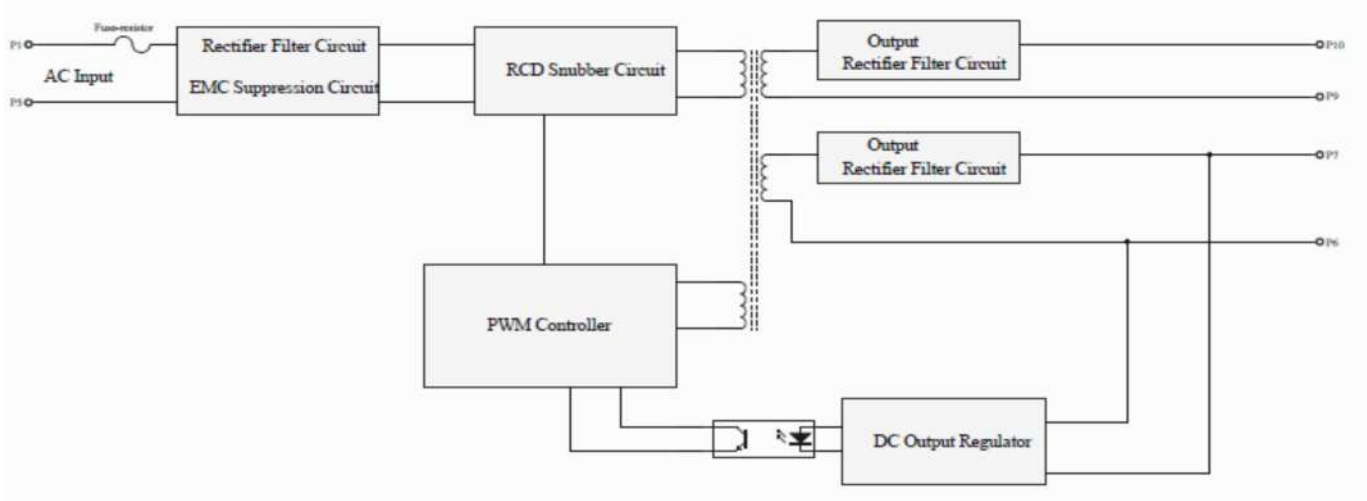 Fuse-resistor
P1
AC Input
P5
Rectifier Filter Circuit
EMC Suppression Circuit
RCD Snubber Circuit
Output
Rectifier Filter Circuit
P10
P9
Output
Rectifier Filter Circuit
P7
P6
PWM Controller
DC Output Regulator